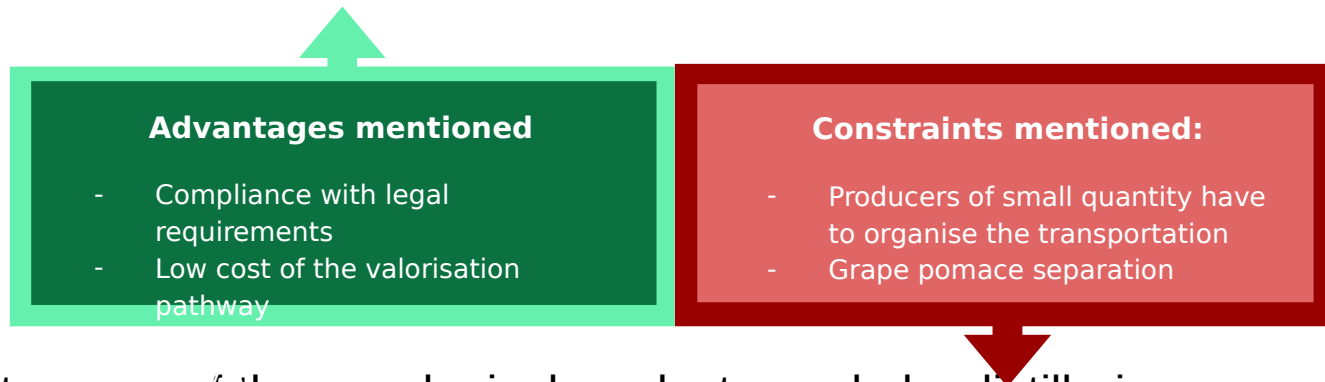 Advantages mentioned
- Compliance with legal
requirements
- Low cost of the valorisation
pathway
Constraints mentioned:
- Producers of small quantity have
to organise the transportation
- Grape pomace separation